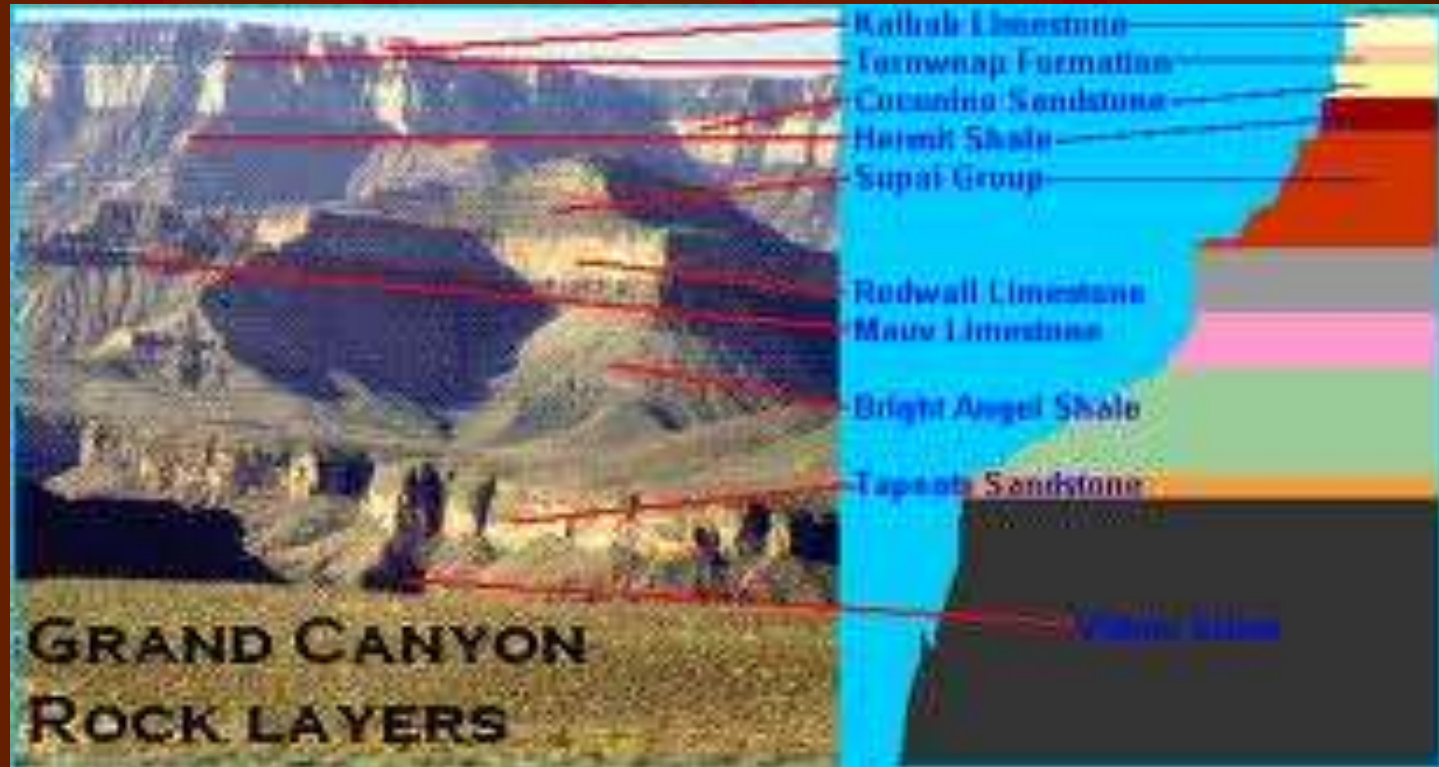 Kaibab Limestone
Toroweap Formation
Coconino Sandstone
Hermit Shale
Supai Group
Redwall Limestone
Muav Limestone
Bright Angel Shale
Tapeats Sandstone
GRAND CANYON
ROCK LAYERS